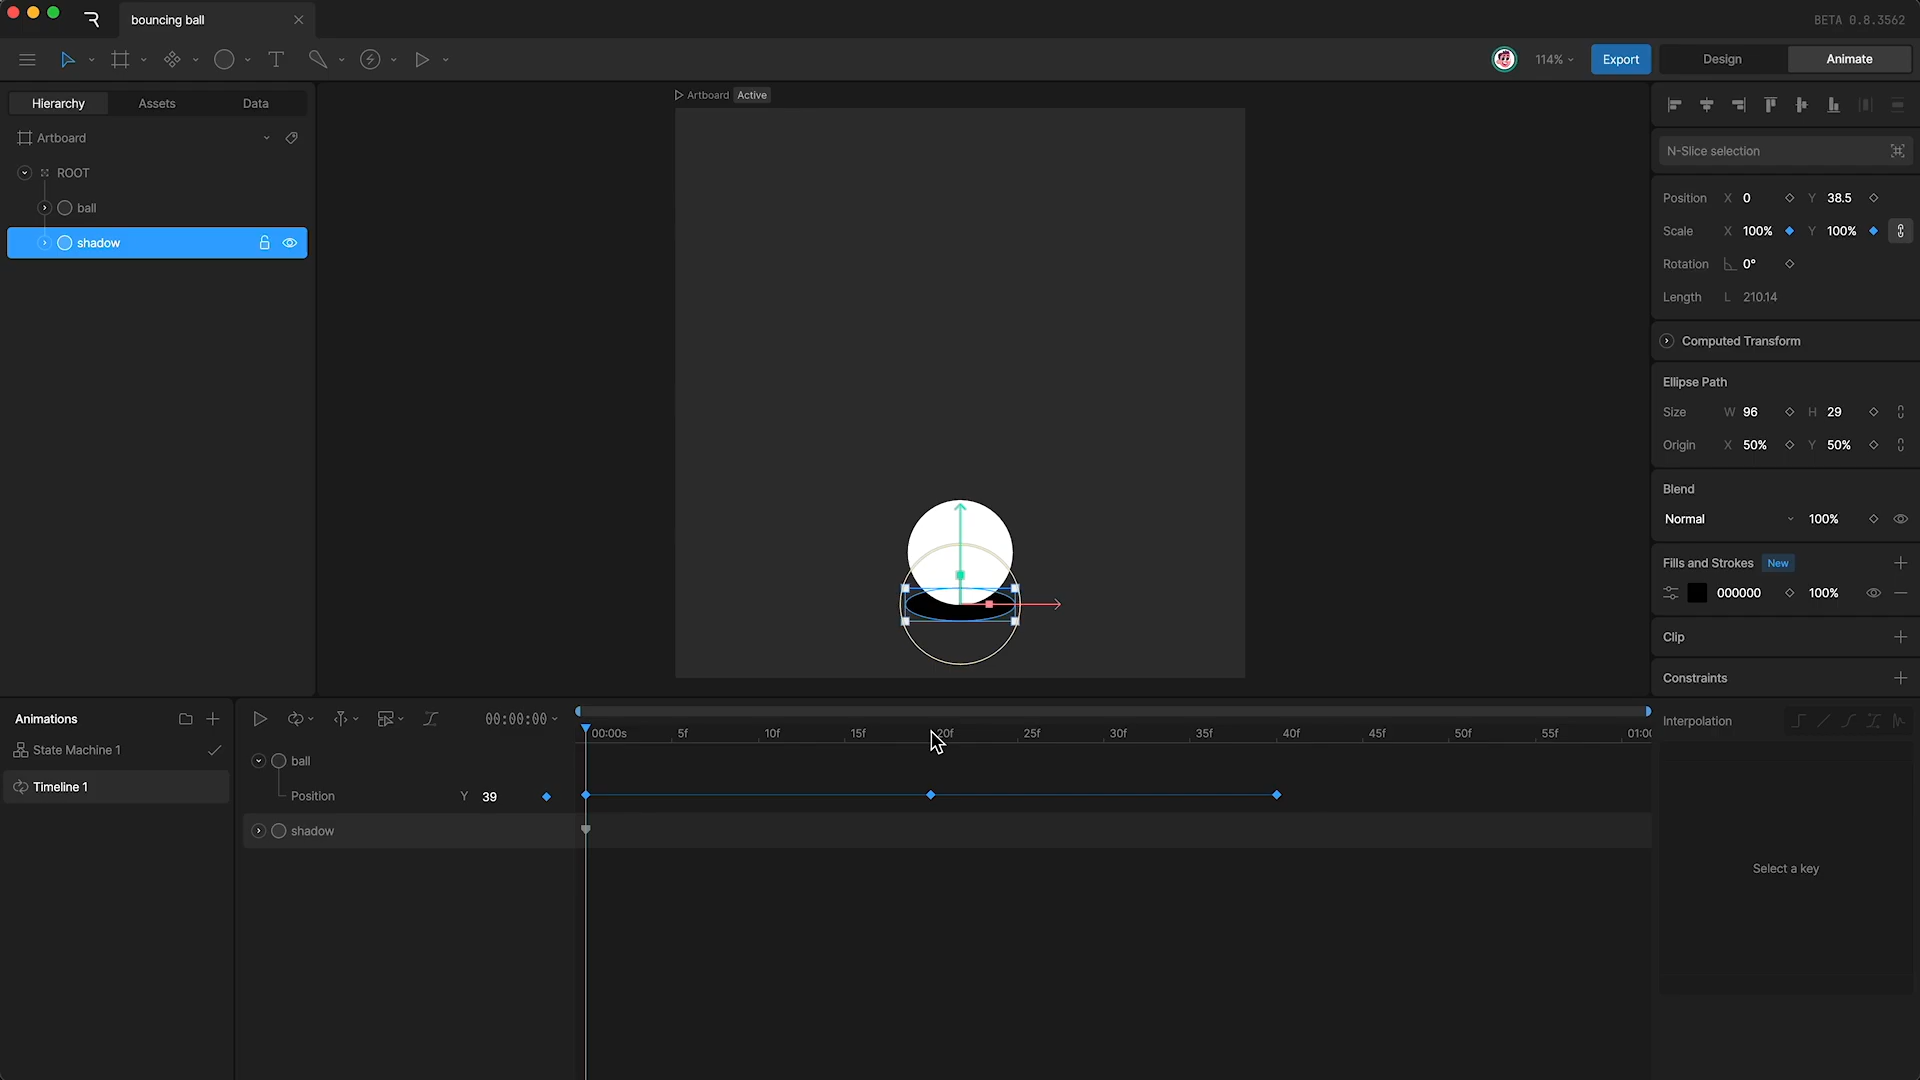 bouncing ball
BETA 0.8.3562
114%
Export
Design
Animate
Hierarchy
Assets
Data
Artboard Active
Artboard
N-Slice selection
ROOT
ball
shadow
Position X 0 Y 38.5
Scale X 100% Y 100%
Rotation 0°
Length L 210.14
Computed Transform
Ellipse Path
Size W 96 H 29
Origin X 50% Y 50%
Blend
Normal 100%
Fills and Strokes New
000000 100%
Clip
Constraints
Animations
00:00:00
Interpolation
00:00s 5f 10f 15f 20f 25f 30f 35f 40f 45f 50f 55f 01:00
State Machine 1
ball
Timeline 1
Position Y 39
shadow
Select a key